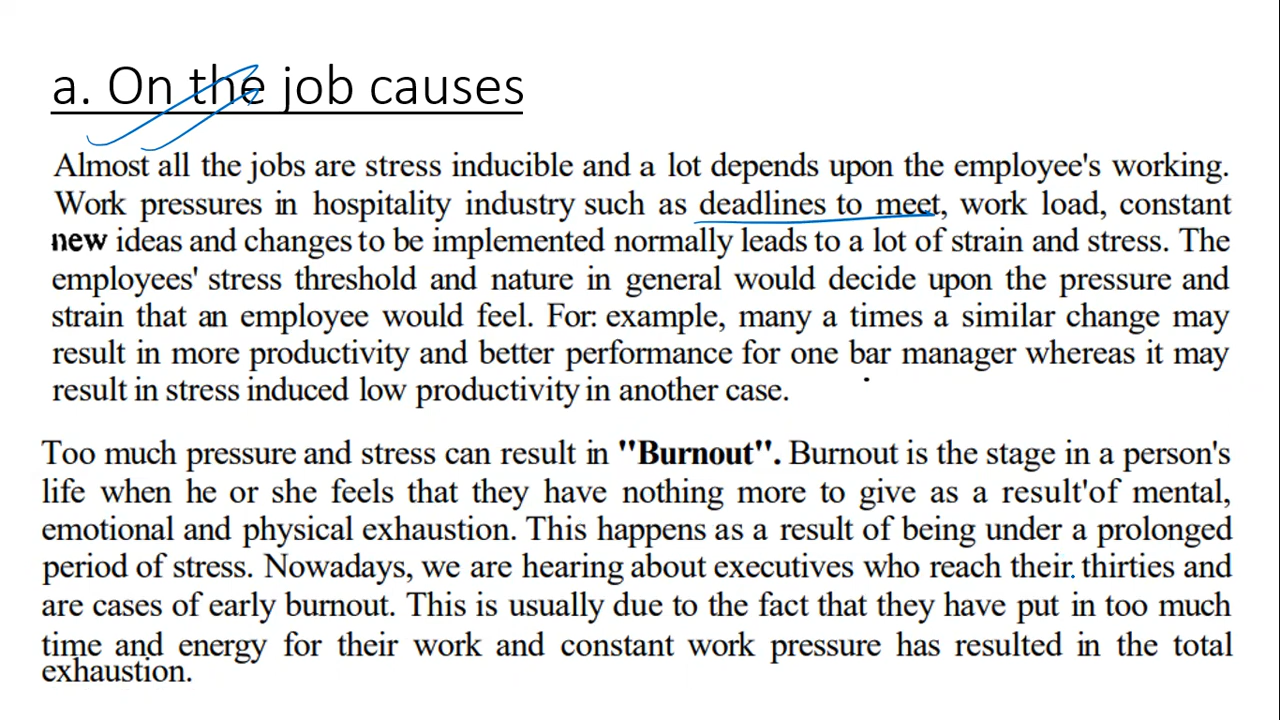 a. On the job causes
Almost all the jobs are stress inducible and a lot depends upon the employee's working.
Work pressures in hospitality industry such as deadlines to meet, work load, constant
new ideas and changes to be implemented normally leads to a lot of strain and stress. The
employees' stress threshold and nature in general would decide upon the pressure and
strain that an employee would feel. For: example, many a times a similar change may
result in more productivity and better performance for one bar manager whereas it may
result in stress induced low productivity in another case.
Too much pressure and stress can result in "Burnout". Burnout is the stage in a person's
life when he or she feels that they have nothing more to give as a result'of mental,
emotional and physical exhaustion. This happens as a result of being under a prolonged
period of stress. Nowadays, we are hearing about executives who reach their thirties and
are cases of early burnout. This is usually due to the fact that they have put in too much
time and energy for their work and constant work pressure has resulted in the total
exhaustion.